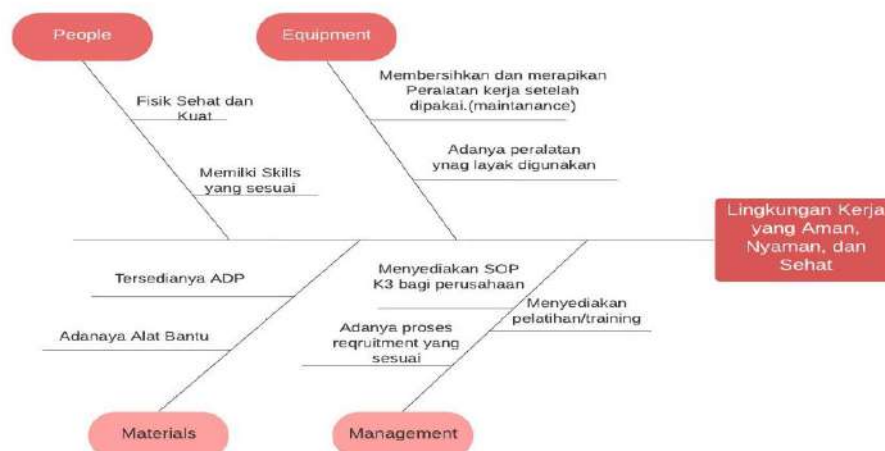 People
Equipment
Fisik Sehat dan
Kuat
Membersihkan dan merapikan
Peralatan kerja setelah
dipakai.(maintanance)
Memilki Skills
yang sesuai
Adanya peralatan
ynag layak digunakan
Lingkungan Kerja
yang Aman,
Nyaman, dan
Sehat
Tersedianya ADP
Menyediakan SOP
K3 bagi perusahaan
Menyediakan
pelatihan/training
Adanaya Alat Bantu
Adanya proses
reqruitment yang
sesuai
Materials
Management